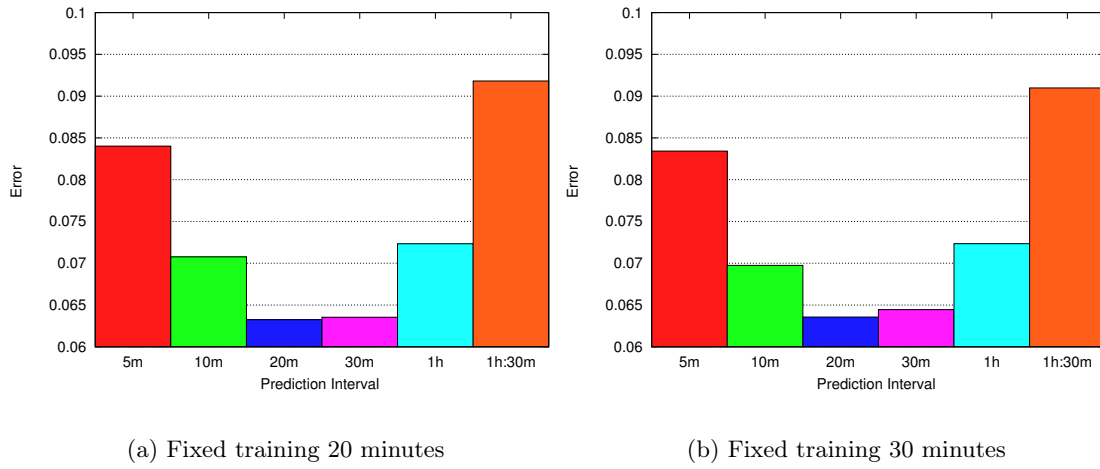 0.1
0.095
0.09
0.085
0.08
0.075
0.07
0.065
0.06
Error
5m 10m 20m 30m 1h 1h:30m
Prediction Interval
(a) Fixed training 20 minutes
0.1
0.095
0.09
0.085
0.08
0.075
0.07
0.065
0.06
Error
5m 10m 20m 30m 1h 1h:30m
Prediction Interval
(b) Fixed training 30 minutes